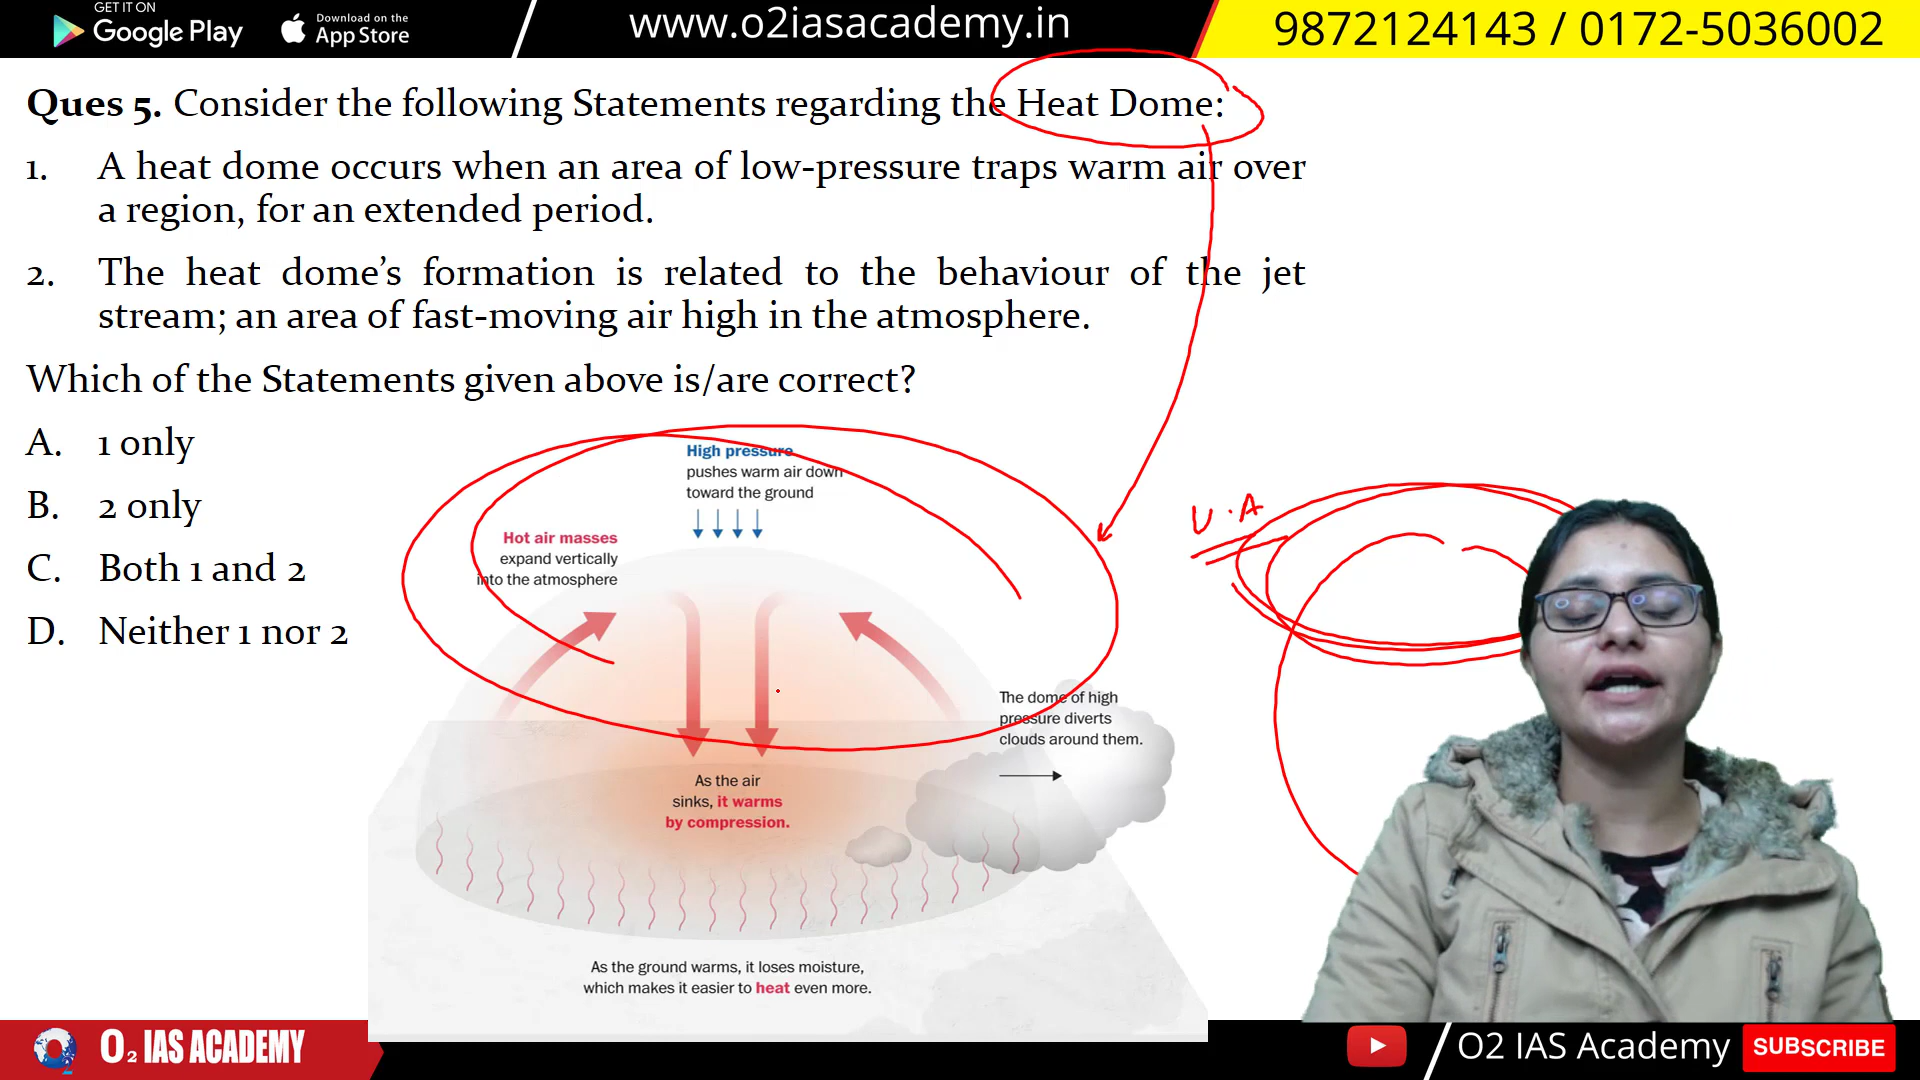 GET IT ON
Google Play
Download on the
App Store
www.o2iasacademy.in
9872124143 / 0172-5036002
Ques 5. Consider the following Statements regarding the Heat Dome:
1. A heat dome occurs when an area of low-pressure traps warm air over
a region, for an extended period.
2. The heat dome’s formation is related to the behaviour of the jet
stream; an area of fast-moving air high in the atmosphere.
Which of the Statements given above is/are correct?
A. 1 only
B. 2 only
C. Both 1 and 2
D. Neither 1 nor 2
High pressure
pushes warm air down
toward the ground
Hot air masses
expand vertically
into the atmosphere
U.A
The dome of high
pressure diverts
clouds around them.
As the air
sinks, it warms
by compression.
As the ground warms, it loses moisture,
which makes it easier to heat even more.
O2 IAS ACADEMY
O2 IAS Academy
SUBSCRIBE